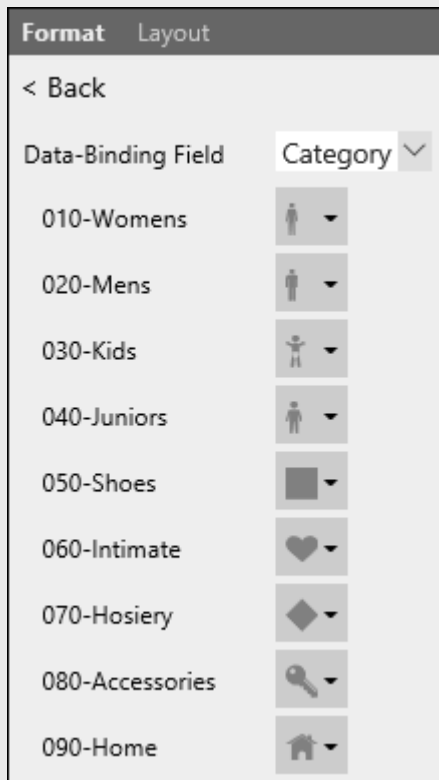 Format Layout
< Back
Data-Binding Field Category
010-Womens
020-Mens
030-Kids
040-Juniors
050-Shoes
060-Intimate
070-Hosiery
080-Accessories
090-Home